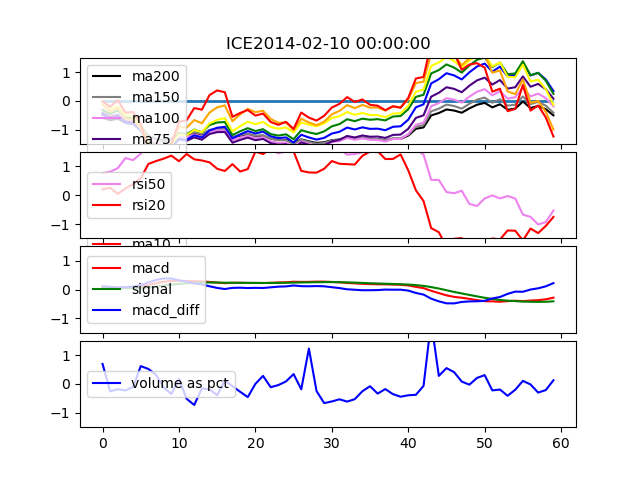 ICE2014-02-10 00:00:00
1
0
−1
ma200
ma150
ma100
ma75
1
0
−1
rsi50
rsi20
ma10
1
0
−1
macd
signal
macd_diff
1
0
−1
volume as pct
0 10 20 30 40 50 60